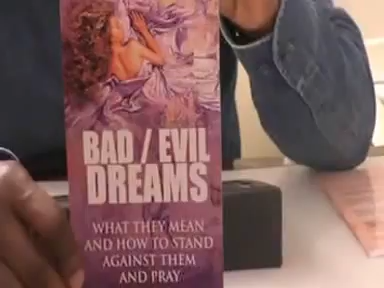 BAD / EVIL
DREAMS
WHAT THEY MEAN
AND HOW TO STAND
AGAINST THEM
AND PRAY